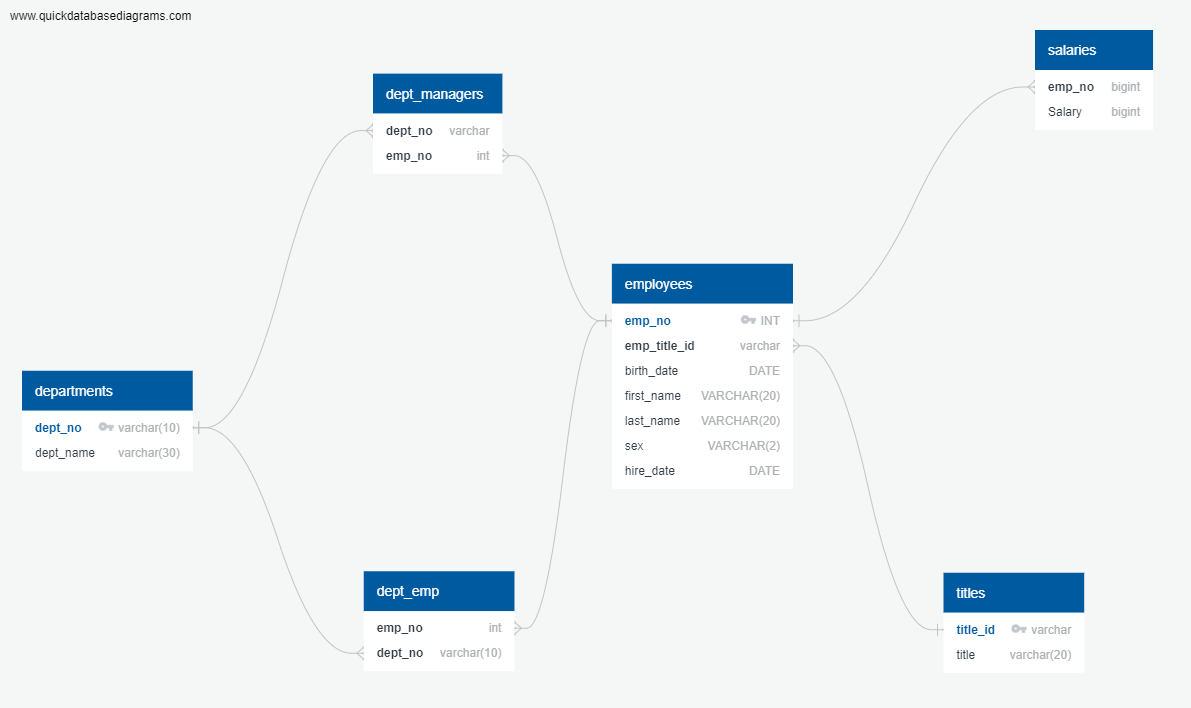 www.quickdatabasediagrams.com
salaries
emp_no bigint
Salary bigint
dept_managers
dept_no varchar
emp_no int
employees
emp_no INT
emp_title_id varchar
birth_date DATE
first_name VARCHAR(20)
last_name VARCHAR(20)
sex VARCHAR(2)
hire_date DATE
departments
dept_no varchar(10)
dept_name varchar(30)
dept_emp
emp_no int
dept_no varchar(10)
titles
title_id varchar
title varchar(20)